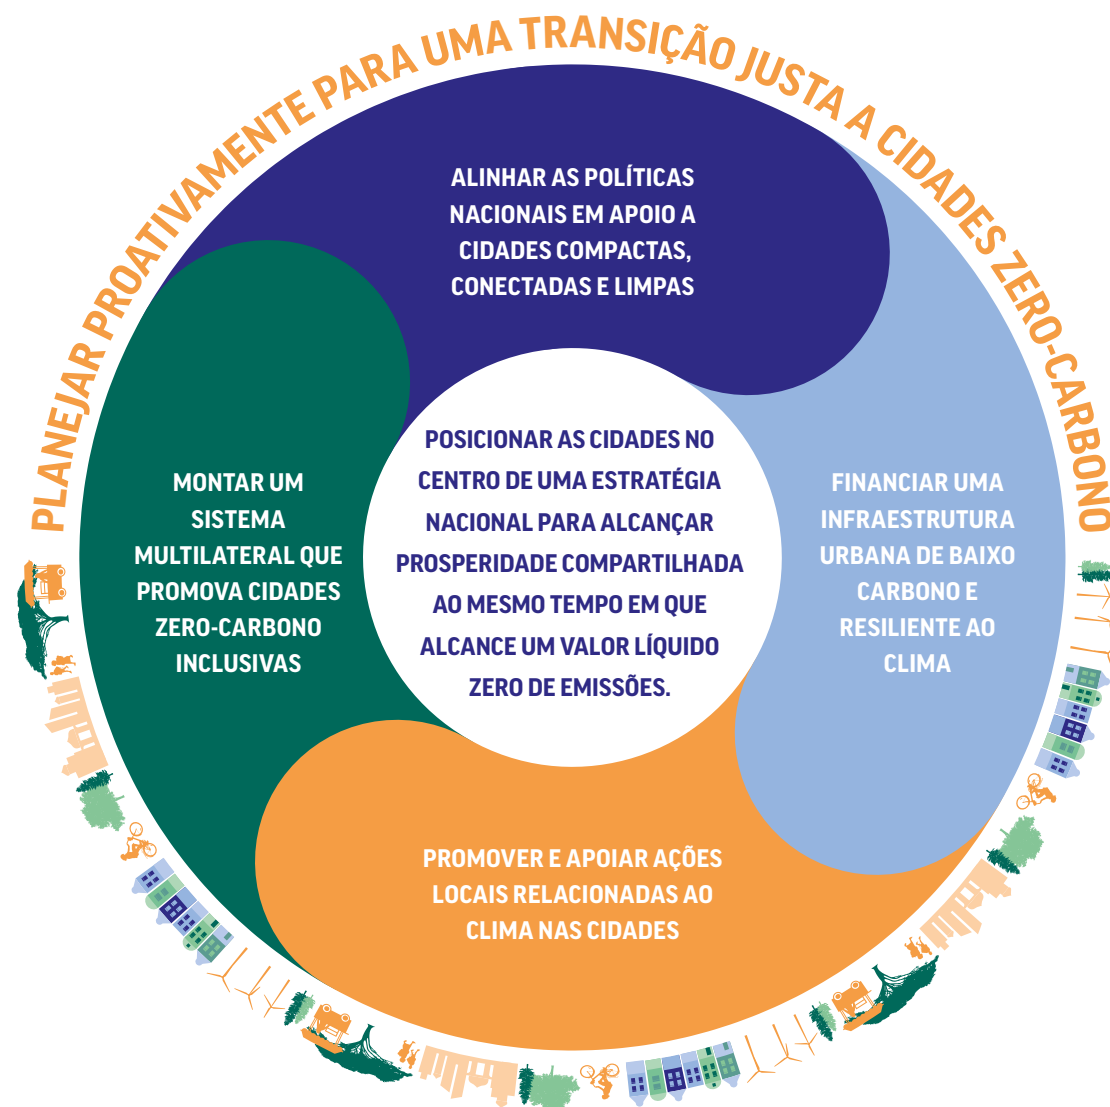 PLANEJAR PROATIVAMENTE PARA UMA TRANSIÇÃO JUSTA A CIDADES ZERO-CARBONO
ALINHAR AS POLÍTICAS
NACIONAIS EM APOIO A
CIDADES COMPACTAS,
CONECTADAS E LIMPAS
POSICIONAR AS CIDADES NO
CENTRO DE UMA ESTRATÉGIA
NACIONAL PARA ALCANÇAR
PROSPERIDADE COMPARTILHADA
AO MESMO TEMPO EM QUE
ALCANCE UM VALOR LÍQUIDO
ZERO DE EMISSÕES.
MONTAR UM
SISTEMA
MULTILATERAL QUE
PROMOVA CIDADES
ZERO-CARBONO
INCLUSIVAS
FINANCIAR UMA
INFRAESTRUTURA
URBANA DE BAIXO
CARBONO E
RESILIENTE AO
CLIMA
PROMOVER E APOIAR AÇÕES
LOCAIS RELACIONADAS AO
CLIMA NAS CIDADES